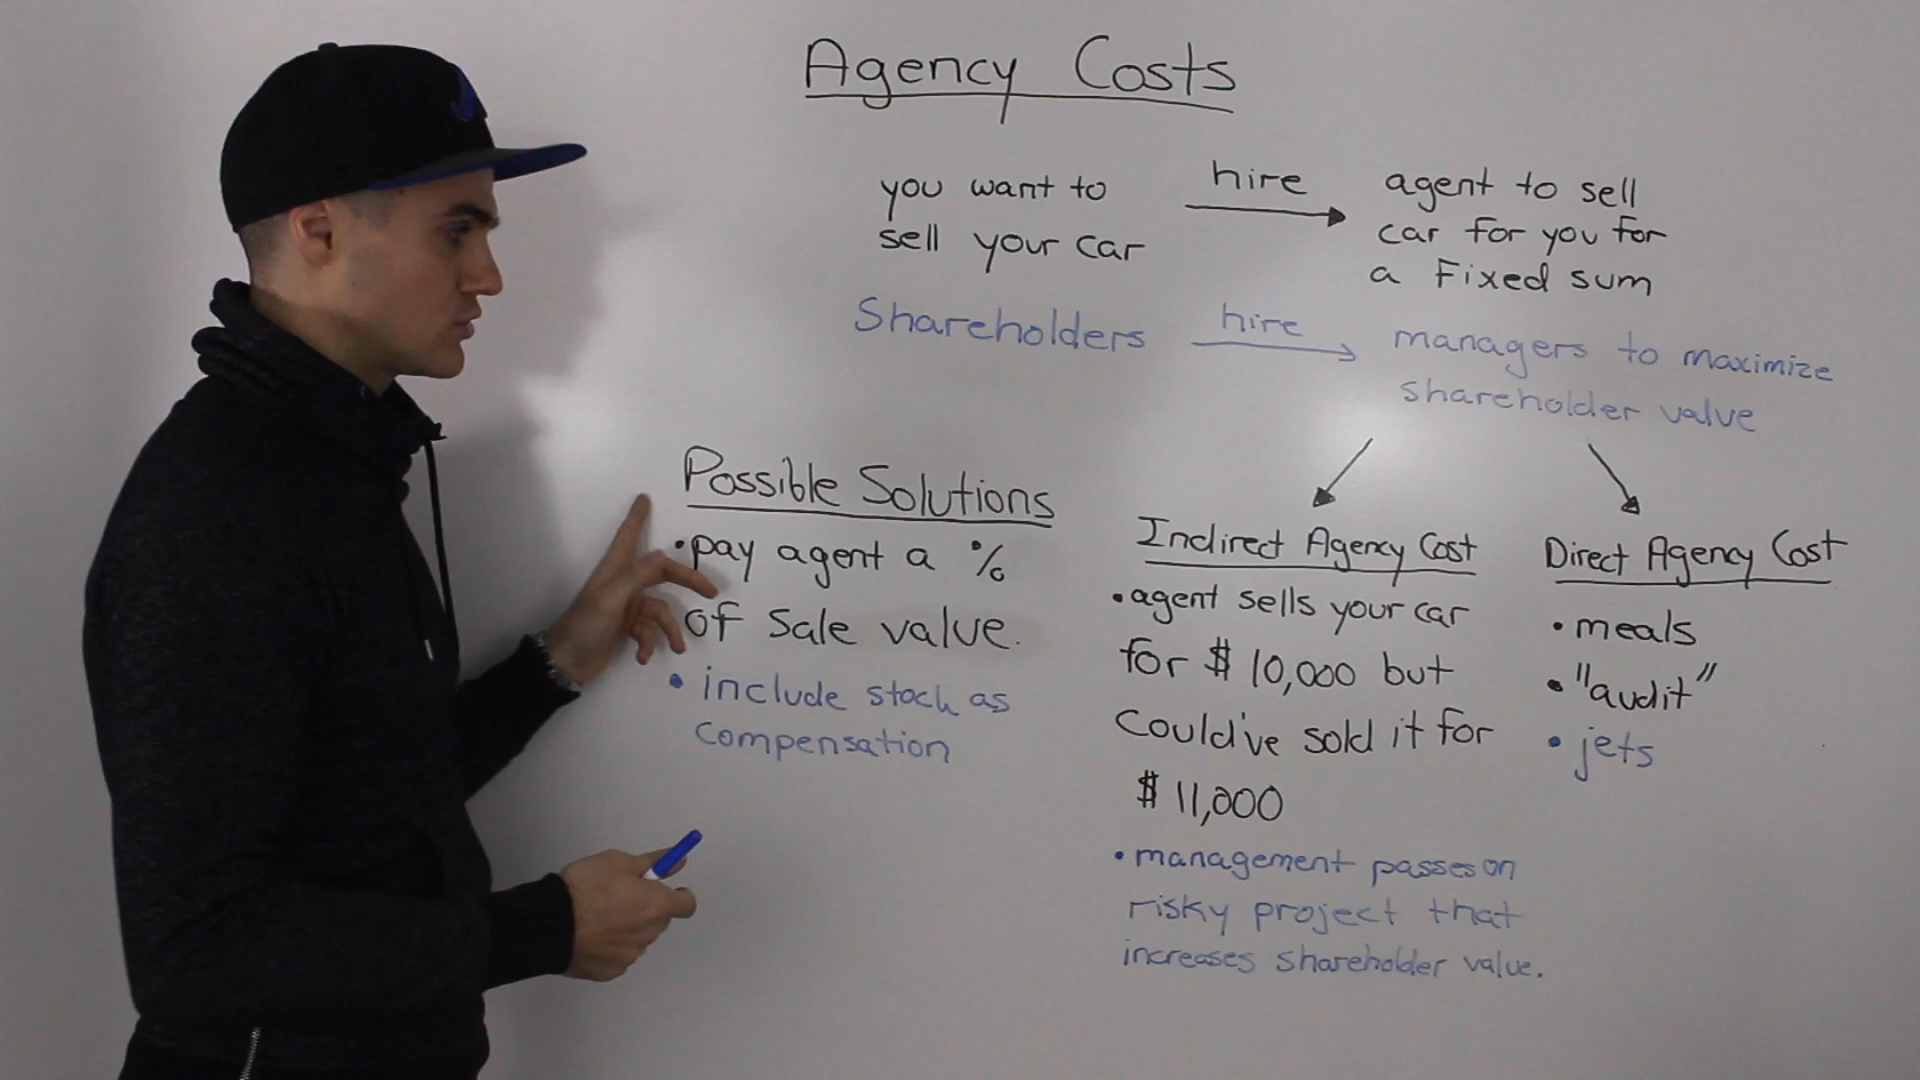 Agency Costs
you want to
sell your car
hire
agent to sell
car for you for
a Fixed sum
Shareholders
hire
managers to maximize
shareholder value
Possible Solutions
•pay agent a %
of sale value.
• include stock as
compensation
Indirect Agency Cost
•agent sells your car
for $ 10,000 but
Could've sold it for
$ 11,000
•management passes on
risky project that
increases shareholder value.
Direct Agency Cost
•meals
•"audit"
•jets